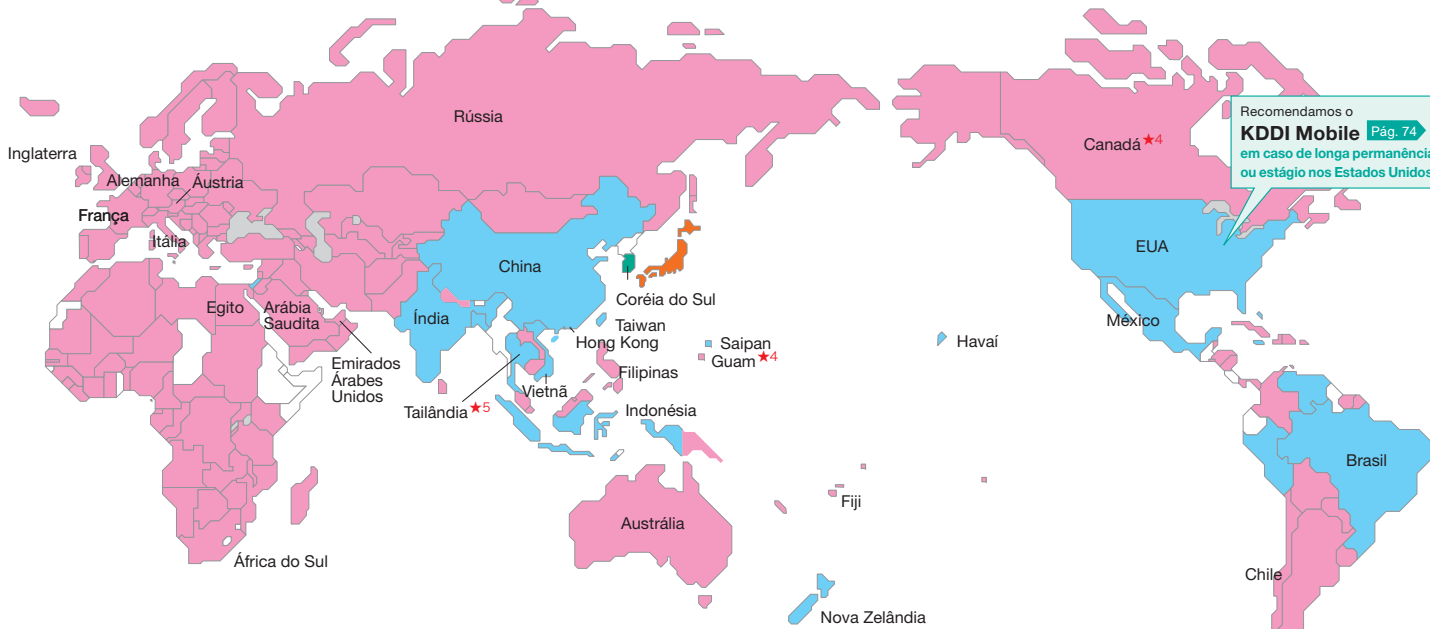 Recomendamos o
KDDI Mobile Pág. 74
em caso de longa permanência
ou estágio nos Estados Unidos
Rússia
Canadá ★4
Inglaterra
Alemanha
Áustria
França
Itália
EUA
China
Coréia do Sul
Egito
Arábia
Saudita
Índia
Taiwan
Hong Kong
México
Havaí
Saipan
Guam ★4
Emirados
Árabes
Unidos
Filipinas
Vietnã
Tailândia ★5
Indonésia
Brasil
Fiji
Austrália
África do Sul
Chile
Nova Zelândia